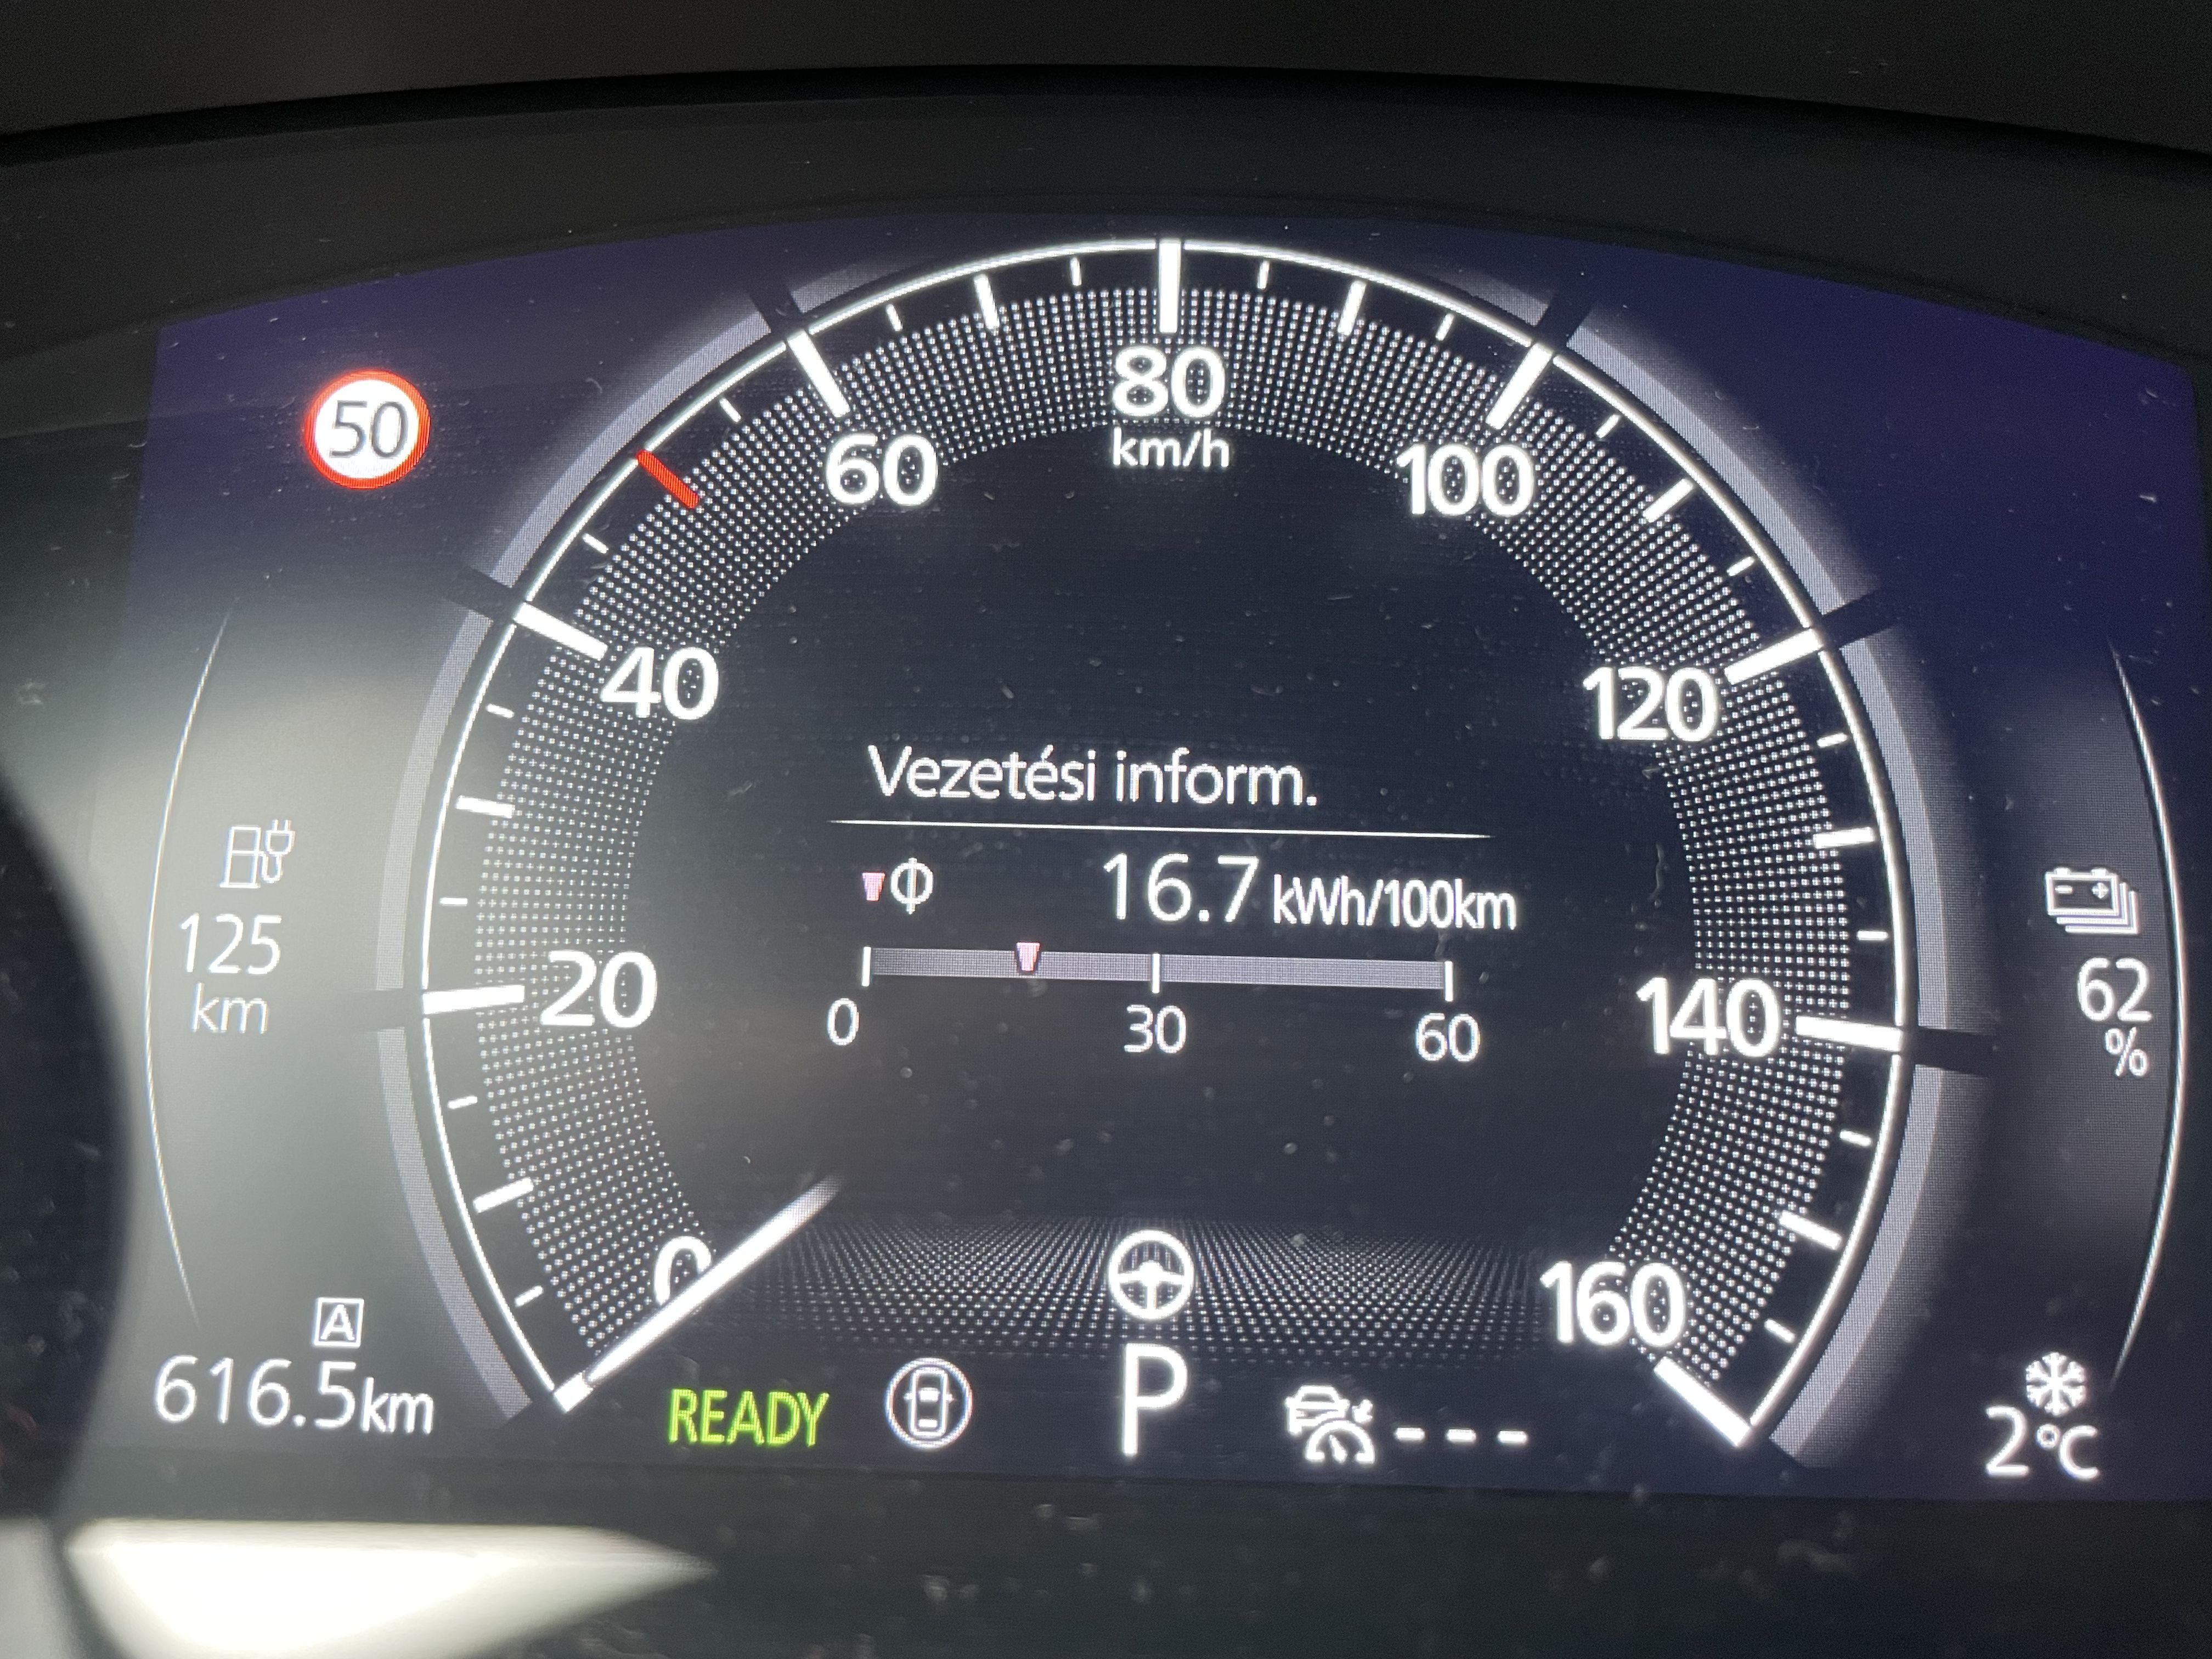 50
80
km/h
60
100
40
120
Vezetési inform.
Φ 16.7 kWh/100km
125
km
20
0 30 60
140
62
%
0
160
A
616.5km
READY
P
---
2°C